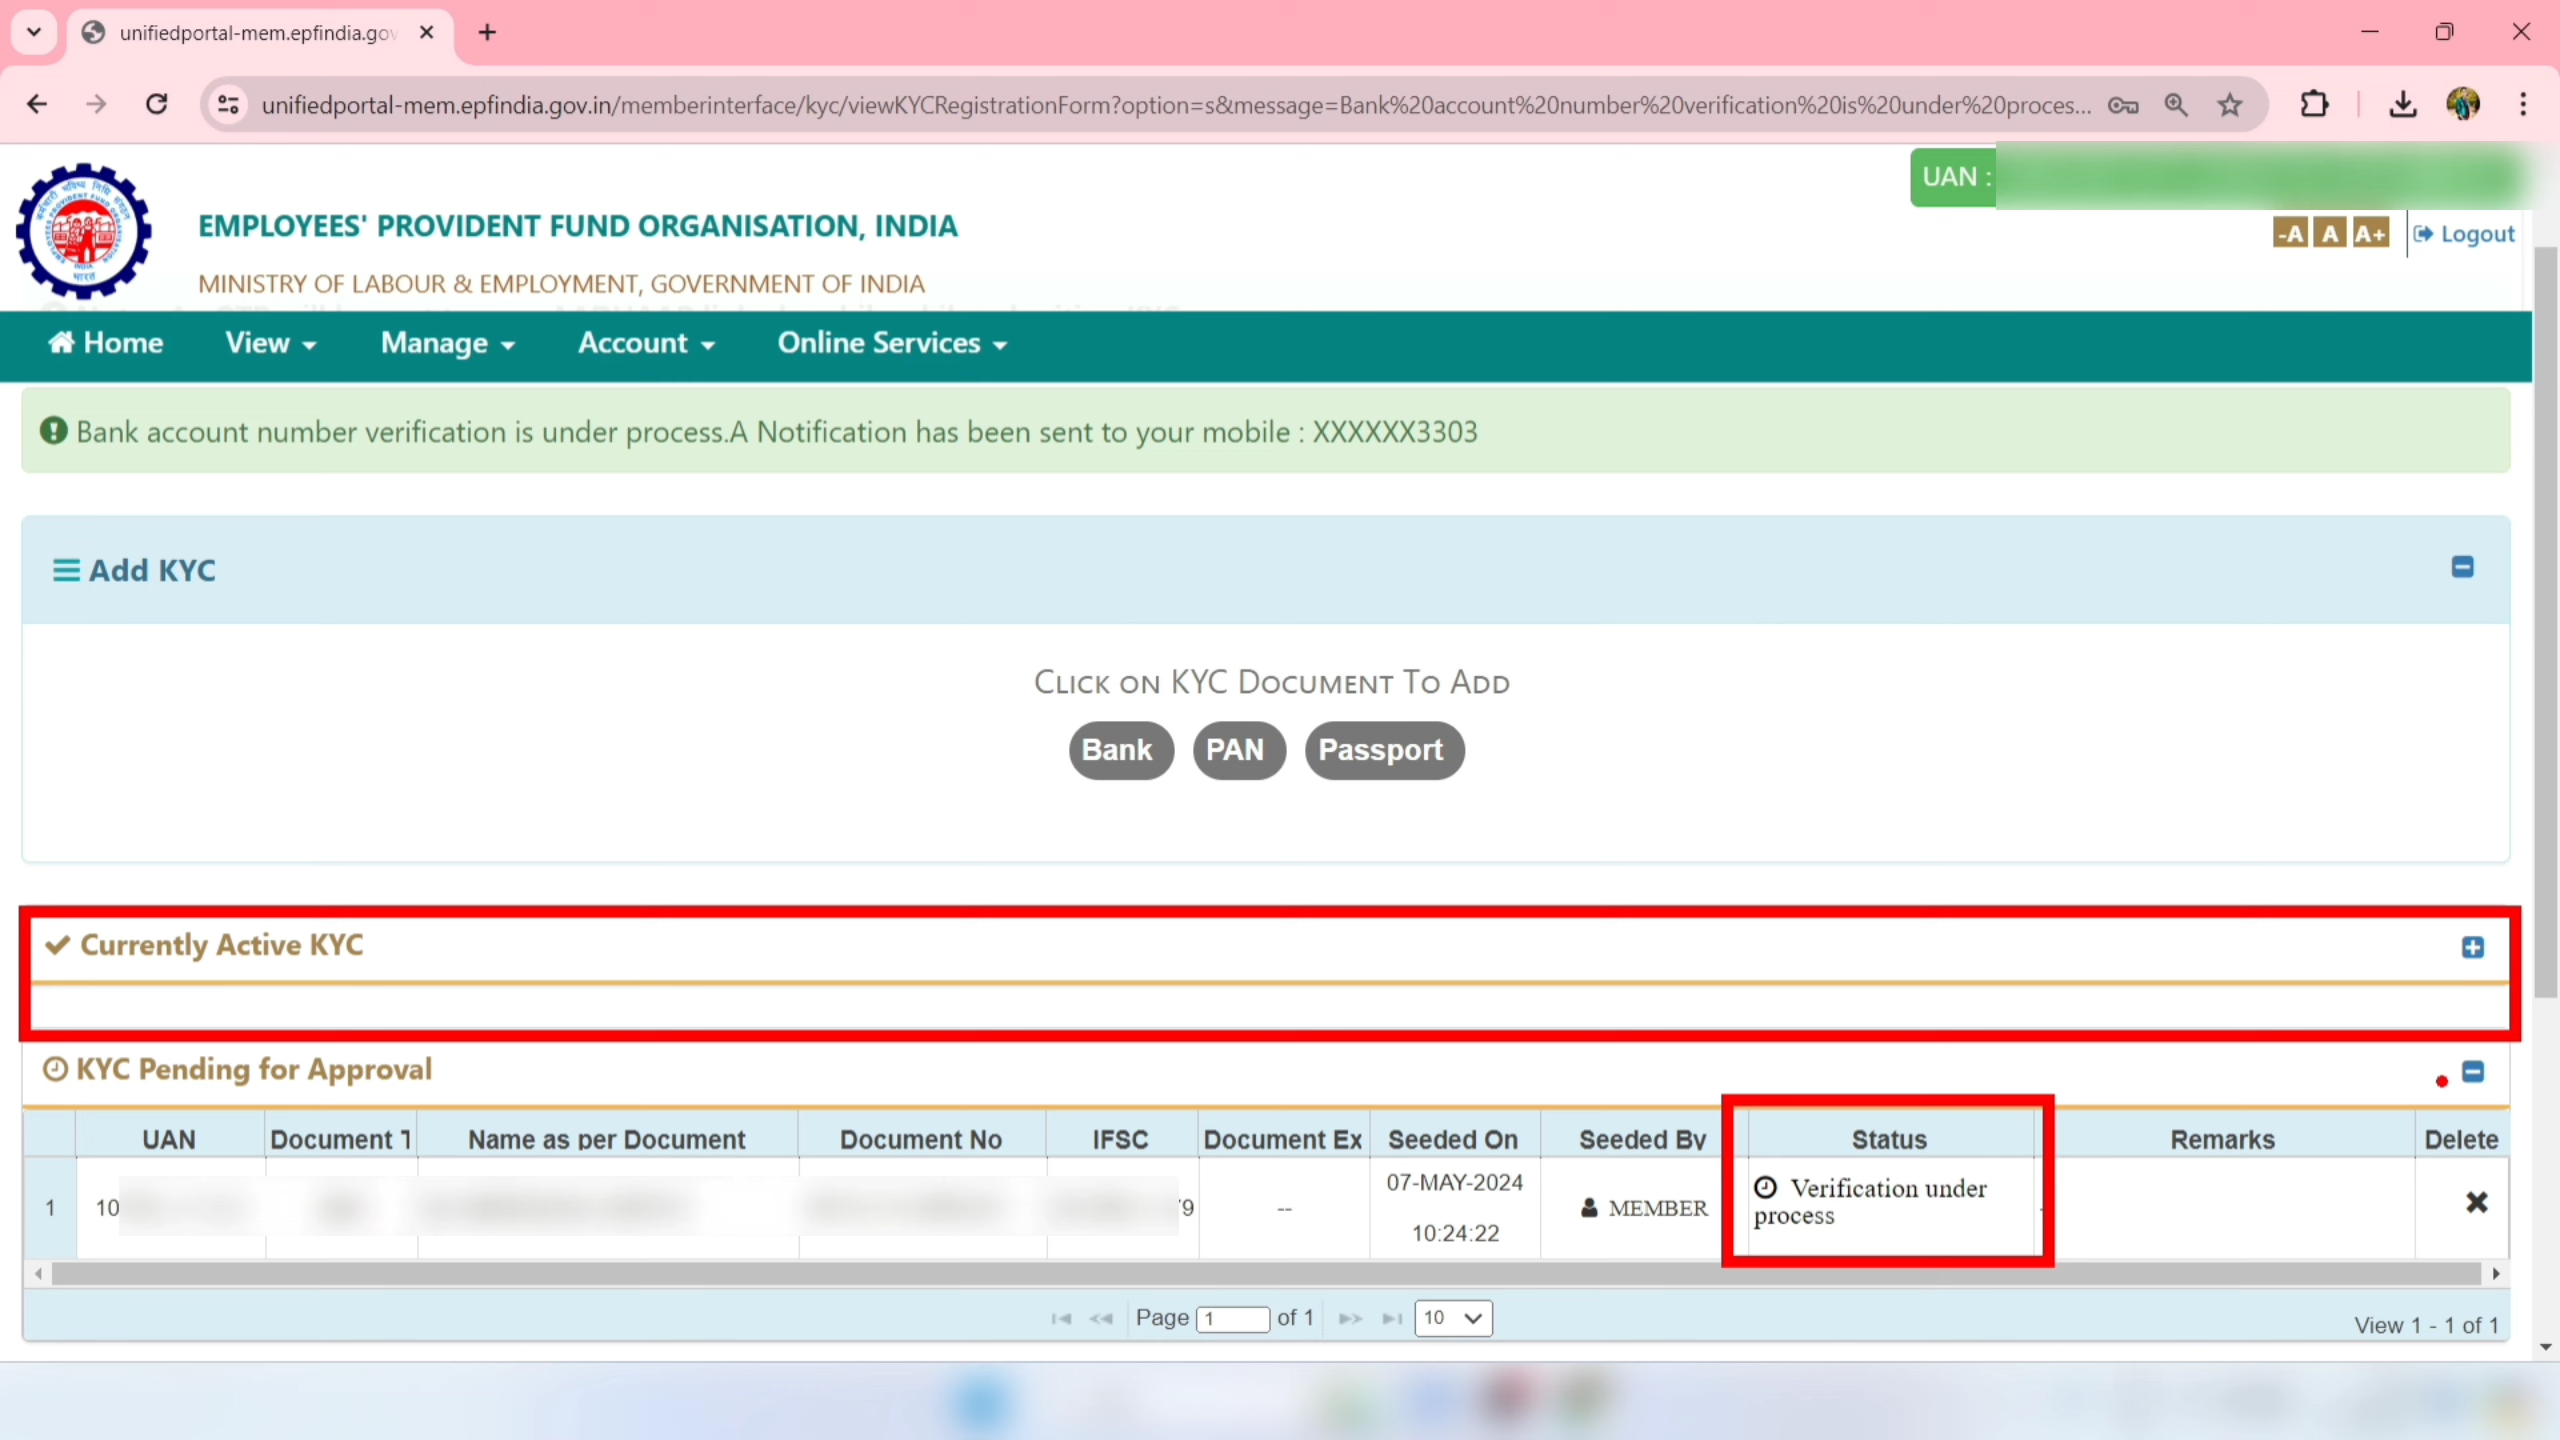 unifiedportal-mem.epfindia.gov
unifiedportal-mem.epfindia.gov.in/memberinterface/kyc/viewKYCRegistrationForm?option=s&message=Bank%20account%20number%20verification%20is%20under%20proces...
UAN :
EMPLOYEES' PROVIDENT FUND ORGANISATION, INDIA
-A A A+ Logout
MINISTRY OF LABOUR & EMPLOYMENT, GOVERNMENT OF INDIA
Home View Manage Account Online Services
Bank account number verification is under process.A Notification has been sent to your mobile : XXXXXX3303
Add KYC
CLICK ON KYC DOCUMENT TO ADD
Bank PAN Passport
Currently Active KYC
KYC Pending for Approval
UAN Document T Name as per Document Document No IFSC Document Ex Seeded On Seeded By Status Remarks Delete
1 10 79 -- 07-MAY-2024 10:24:22 MEMBER Verification under process
Page 1 of 1 10
View 1 - 1 of 1